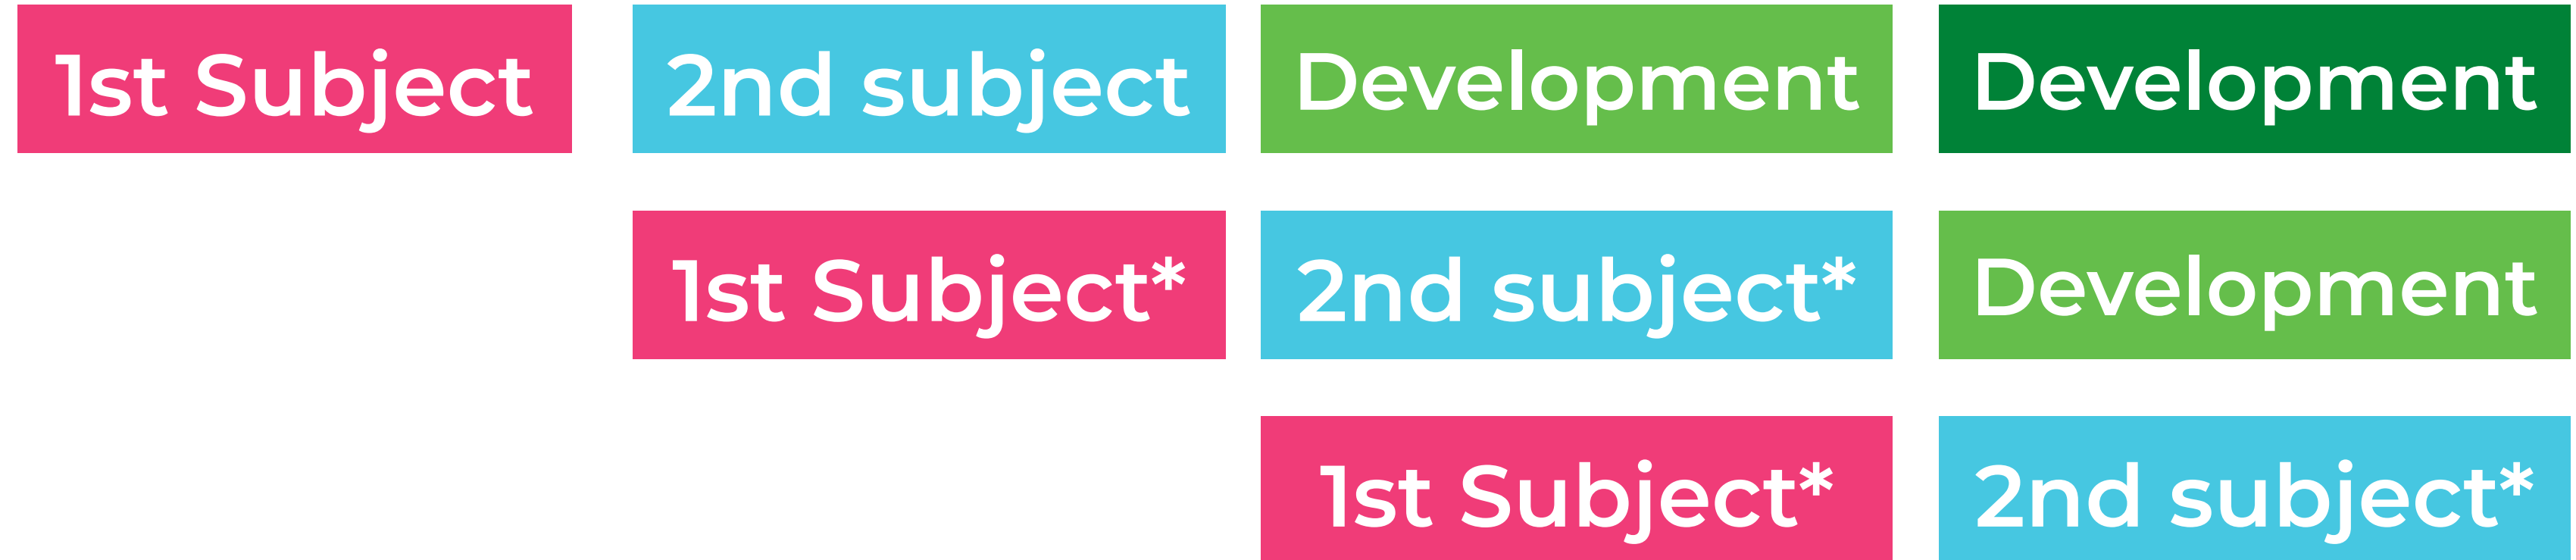 1st Subject 2nd subject Development Development
1st Subject* 2nd subject* Development
1st Subject* 2nd subject*